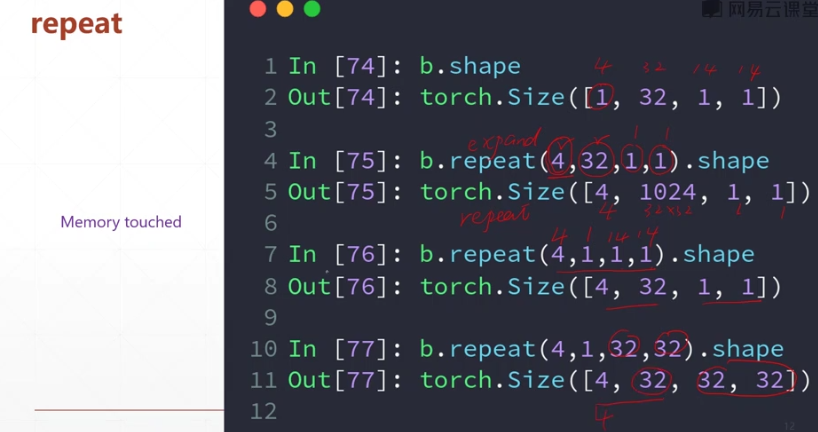 repeat
网易云课堂
1 In [74]: b.shape
4 32 14 14
2 Out[74]: torch.Size([1, 32, 1, 1])
3
expand 1 1
4 In [75]: b.repeat(4,32,1,1).shape
5 Out[75]: torch.Size([4, 1024, 1, 1])
Memory touched
repeat 4 32×32 1 1
6
4 1 14 14
7 In [76]: b.repeat(4,1,1,1).shape
8 Out[76]: torch.Size([4, 32, 1, 1])
9
10 In [77]: b.repeat(4,1,32,32).shape
11 Out[77]: torch.Size([4, 32, 32, 32])
4
12
12